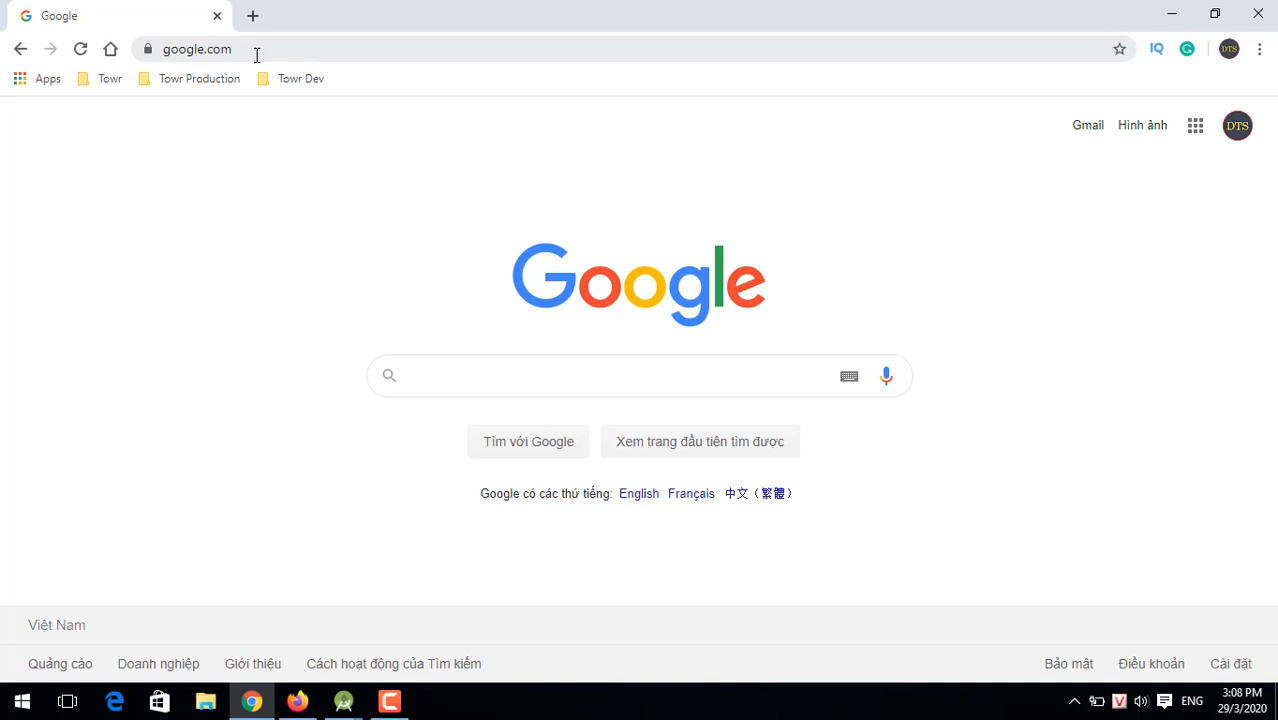 Google
google.com
DTS
Apps Towr Towr Production Towr Dev
Gmail Hình ảnh DTS
Google
Tìm với Google Xem trang đầu tiên tìm được
Google có các thứ tiếng: English Français 中文（繁體）
Việt Nam
Quảng cáo Doanh nghiệp Giới thiệu Cách hoạt động của Tìm kiếm Bảo mật Điều khoản Cài đặt
ENG
3:08 PM
29/3/2020